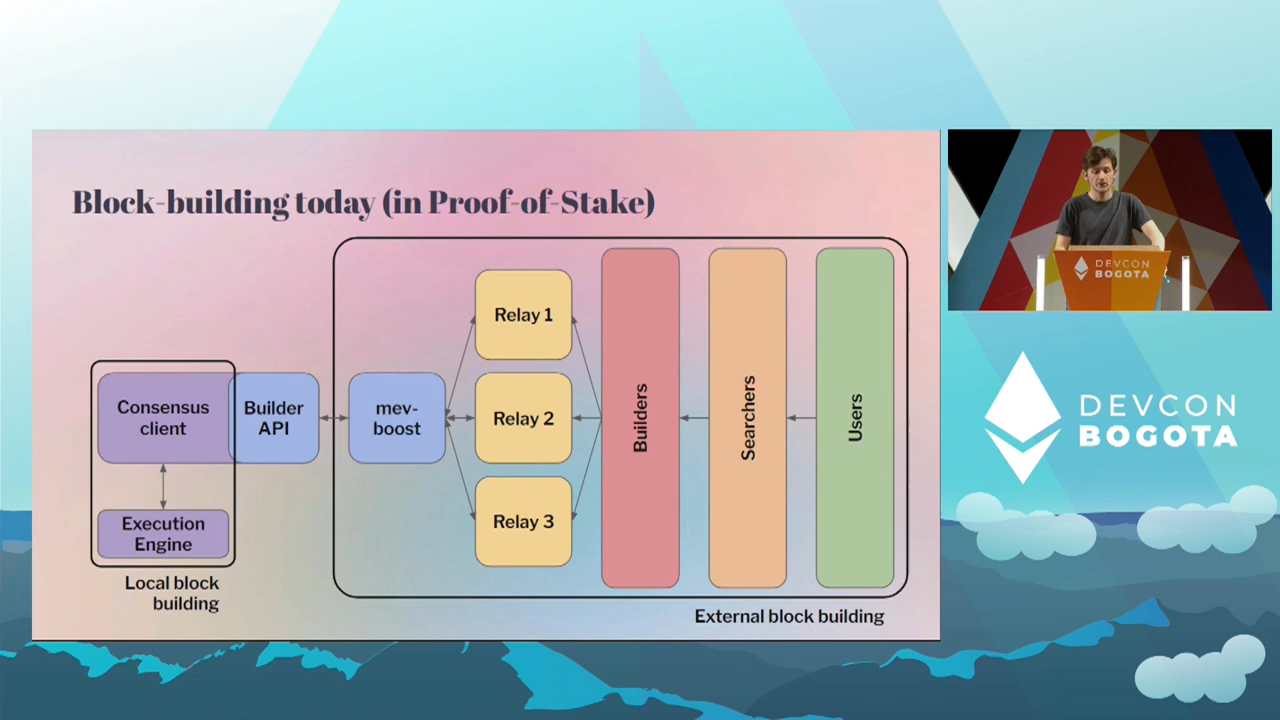 Block-building today (in Proof-of-Stake)
Consensus
client
Builder
API
Execution
Engine
Local block
building
mev-
boost
Relay 1
Relay 2
Relay 3
Builders
Searchers
Users
External block building
DEVCON
BOGOTA
DEVCON
BOGOTA